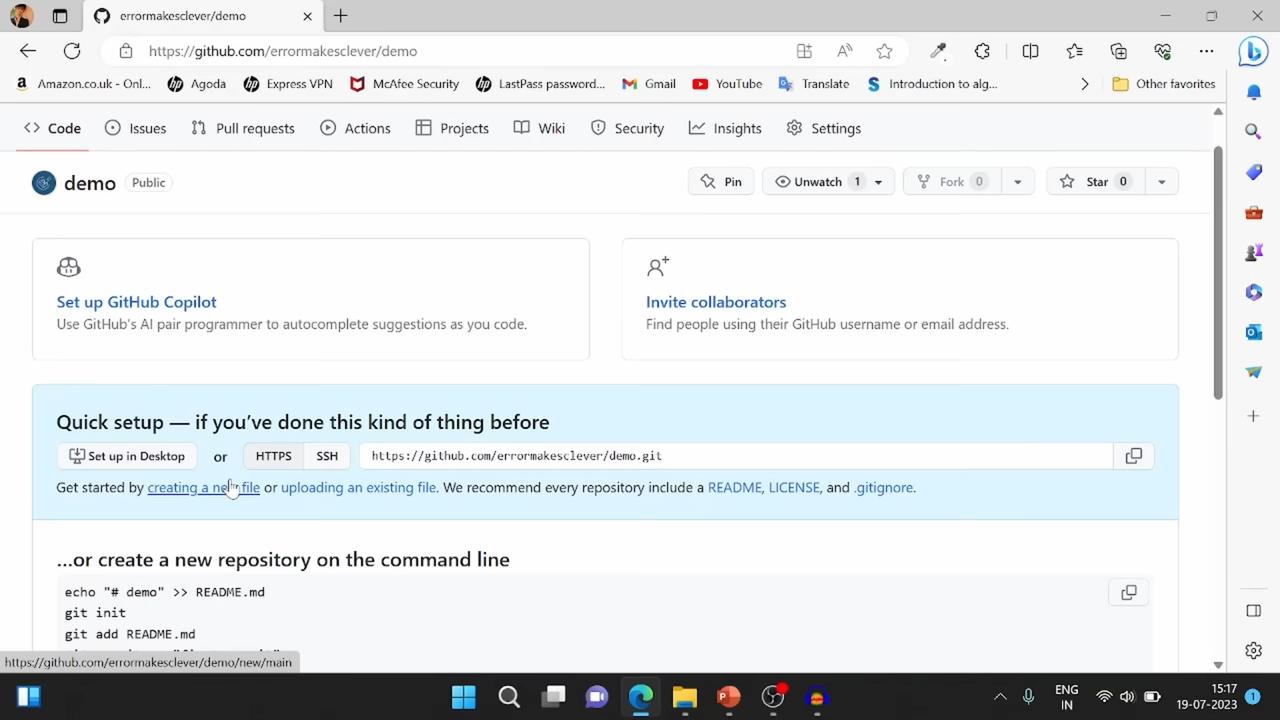 errormakesclever/demo
https://github.com/errormakesclever/demo
Amazon.co.uk - Onl... Agoda Express VPN McAfee Security LastPass password... Gmail YouTube Translate Introduction to alg... Other favorites
Code Issues Pull requests Actions Projects Wiki Security Insights Settings
demo Public Pin Unwatch 1 Fork 0 Star 0
Set up GitHub Copilot
Use GitHub's AI pair programmer to autocomplete suggestions as you code.
Invite collaborators
Find people using their GitHub username or email address.
Quick setup — if you've done this kind of thing before
Set up in Desktop or HTTPS SSH https://github.com/errormakesclever/demo.git
Get started by creating a new file or uploading an existing file. We recommend every repository include a README, LICENSE, and .gitignore.
...or create a new repository on the command line
echo "# demo" >> README.md
git init
git add README.md
https://github.com/errormakesclever/demo/new/main
ENG
IN
15:17
19-07-2023
1